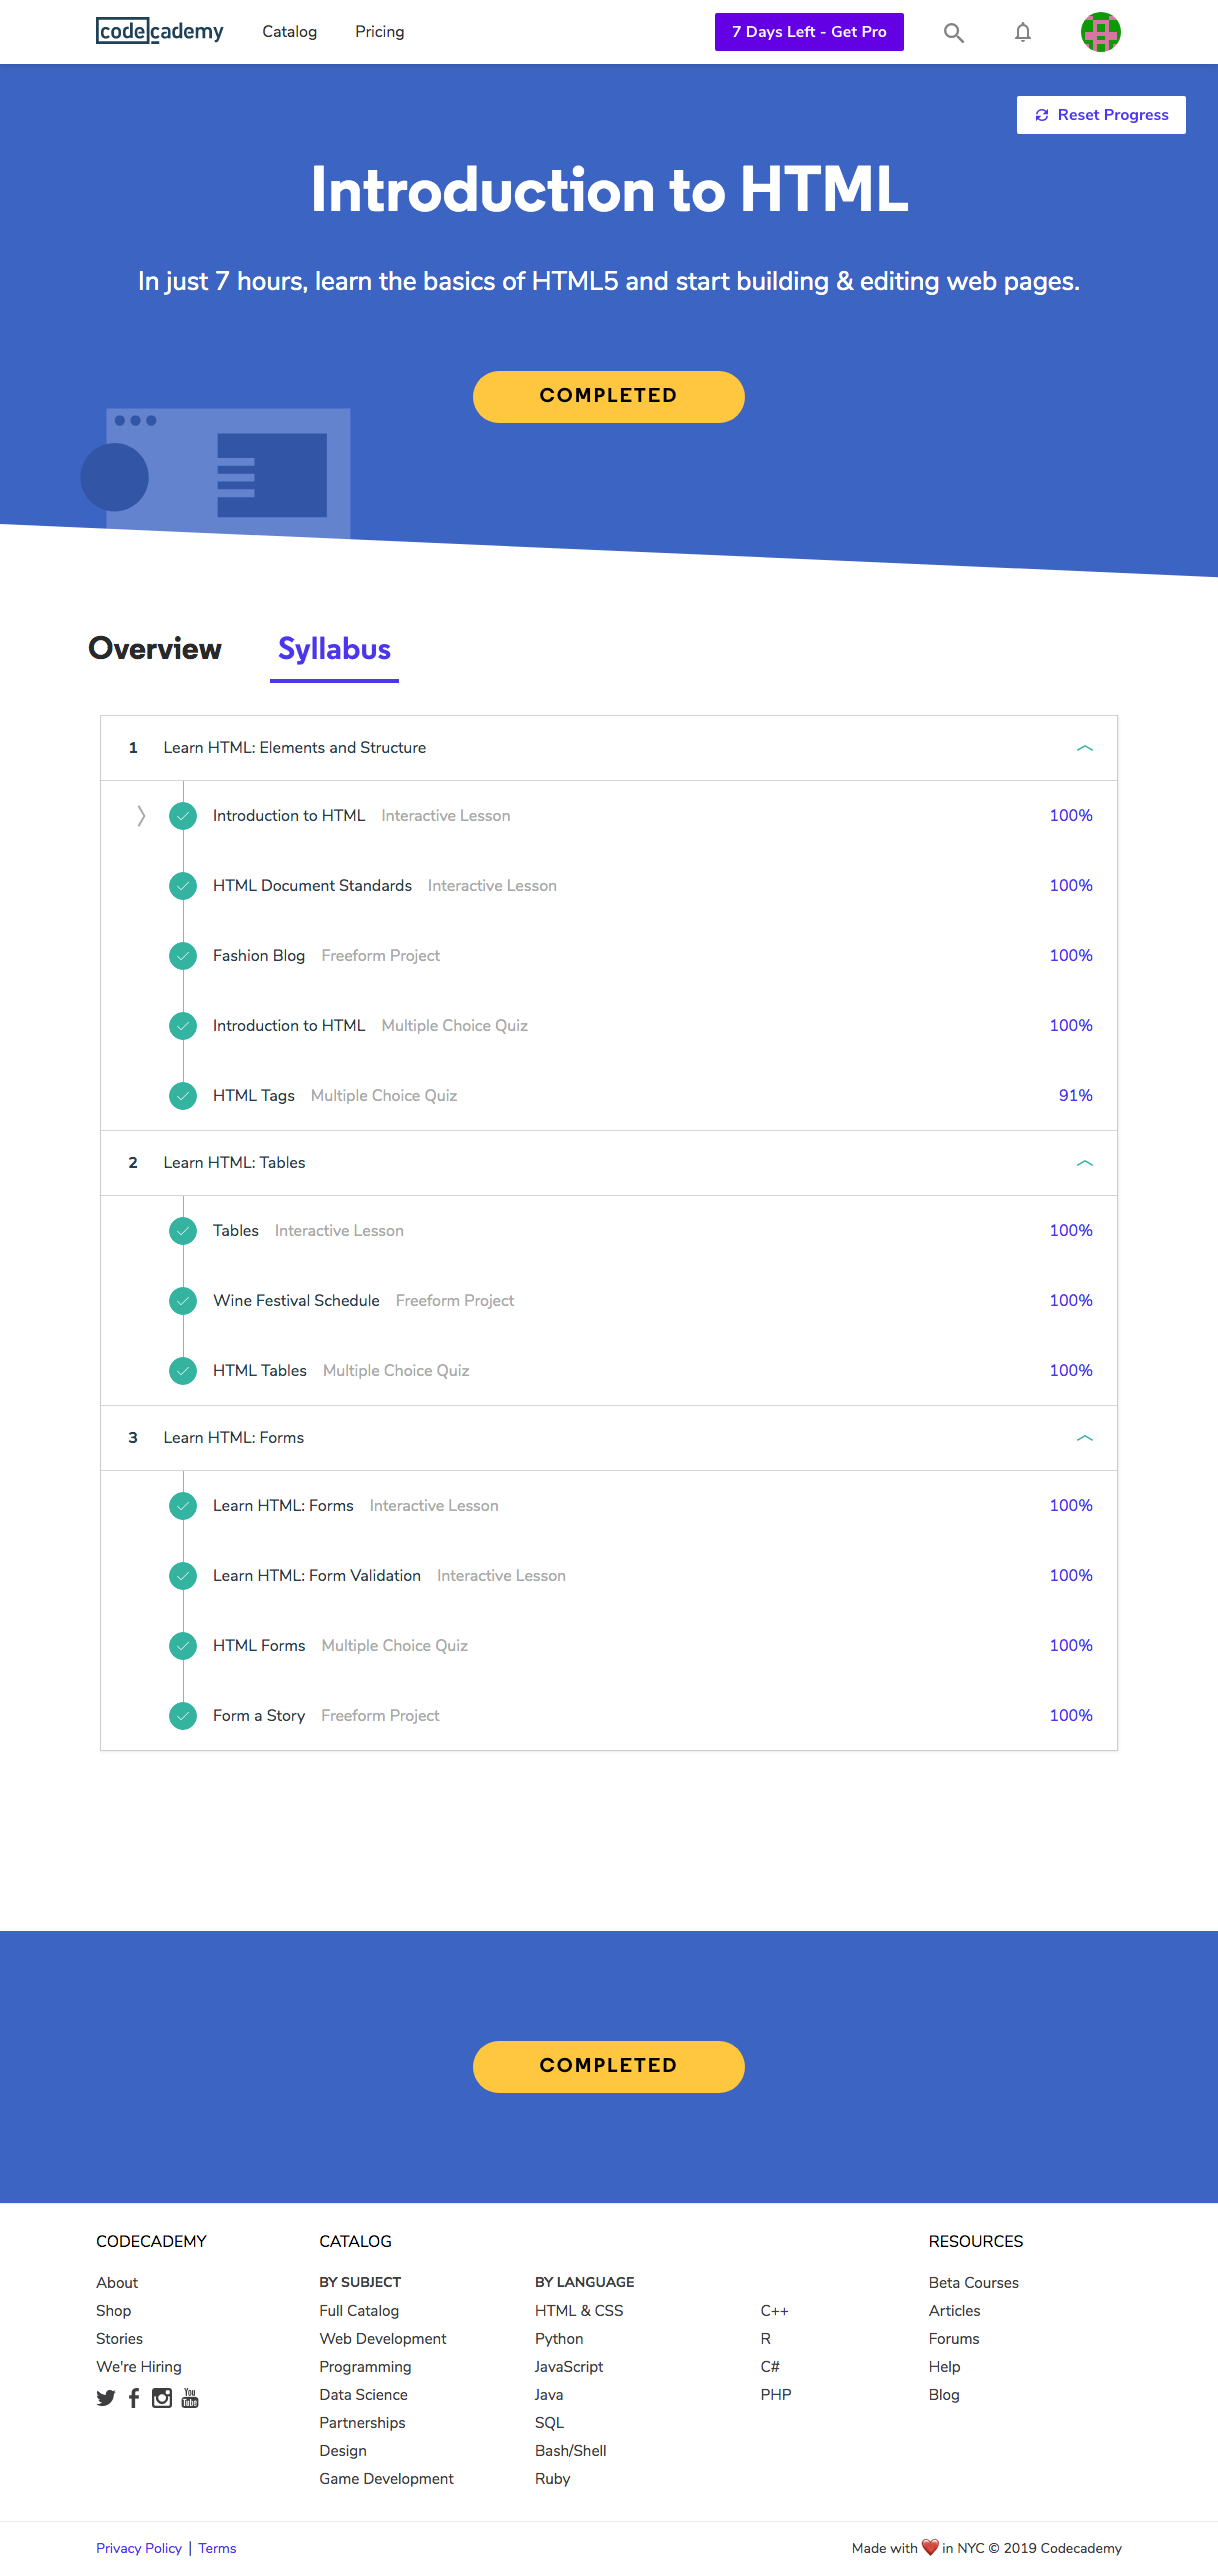 codecademy Catalog Pricing 7 Days Left - Get Pro
Reset Progress
Introduction to HTML
In just 7 hours, learn the basics of HTML5 and start building & editing web pages.
COMPLETED
Overview Syllabus
1 Learn HTML: Elements and Structure
Introduction to HTML Interactive Lesson 100%
HTML Document Standards Interactive Lesson 100%
Fashion Blog Freeform Project 100%
Introduction to HTML Multiple Choice Quiz 100%
HTML Tags Multiple Choice Quiz 91%
2 Learn HTML: Tables
Tables Interactive Lesson 100%
Wine Festival Schedule Freeform Project 100%
HTML Tables Multiple Choice Quiz 100%
3 Learn HTML: Forms
Learn HTML: Forms Interactive Lesson 100%
Learn HTML: Form Validation Interactive Lesson 100%
HTML Forms Multiple Choice Quiz 100%
Form a Story Freeform Project 100%
COMPLETED
CODECADEMY
About
Shop
Stories
We're Hiring
You Tube
CATALOG
BY SUBJECT
Full Catalog
Web Development
Programming
Data Science
Partnerships
Design
Game Development
BY LANGUAGE
HTML & CSS
Python
JavaScript
Java
SQL
Bash/Shell
Ruby
C++
R
C#
PHP
RESOURCES
Beta Courses
Articles
Forums
Help
Blog
Privacy Policy | Terms
Made with ❤️ in NYC © 2019 Codecademy